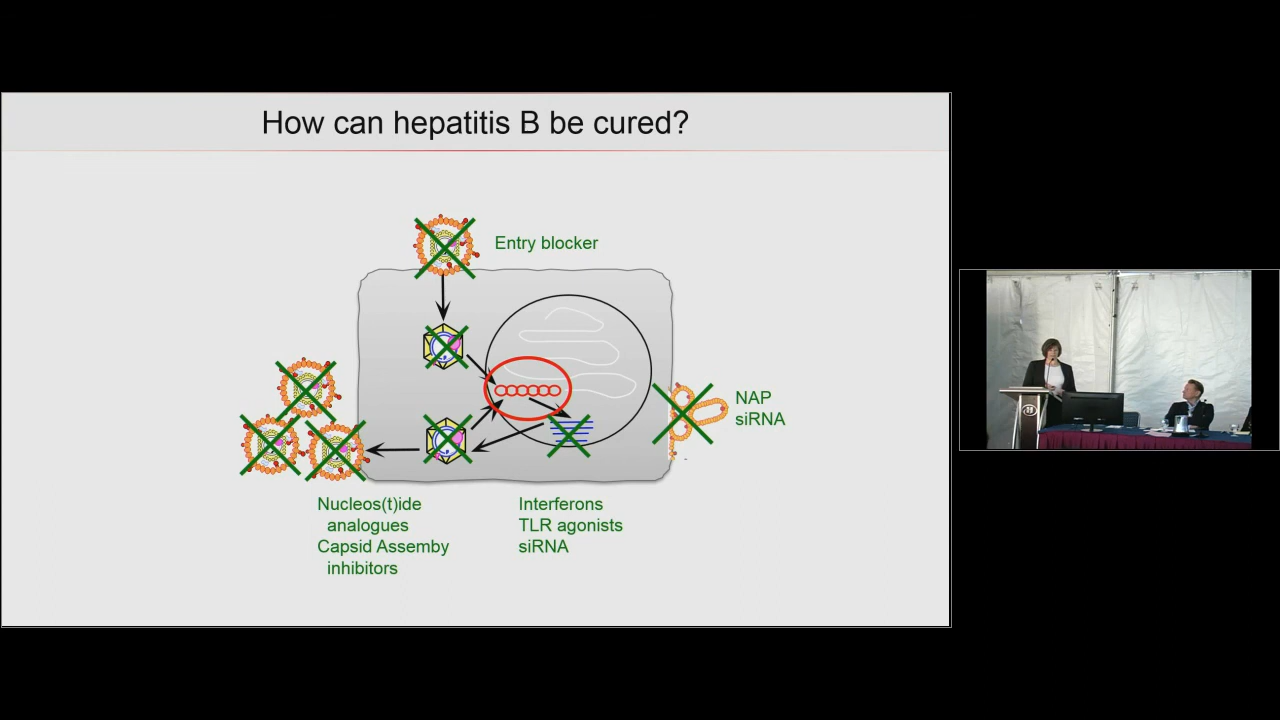 How can hepatitis B be cured?
Entry blocker
NAP
siRNA
Nucleos(t)ide
analogues
Capsid Assemby
inhibitors
Interferons
TLR agonists
siRNA